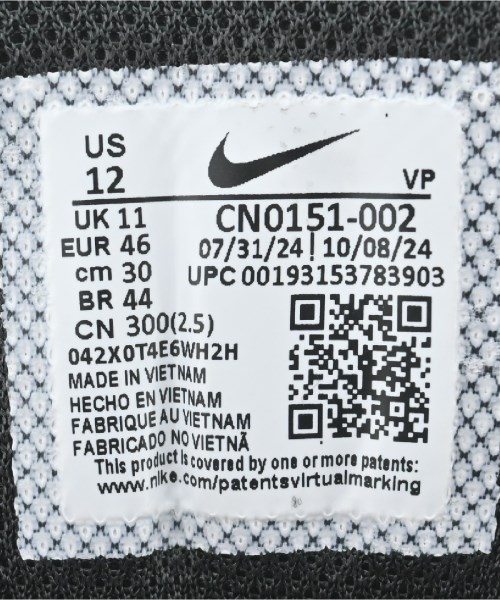 US
12
VP
UK 11
EUR 46
cm 30
BR 44
CN 300(2.5)
CN0151-002
07/31/24 | 10/08/24
UPC 00193153783903
042X0T4E6WH2H
MADE IN VIETNAM
HECHO EN VIETNAM
FABRIQUE AU VIETNAM
FABRICADO NO VIETNÃ
This product is covered by one or more patents:
www.nike.com/patentsvirtualmarking